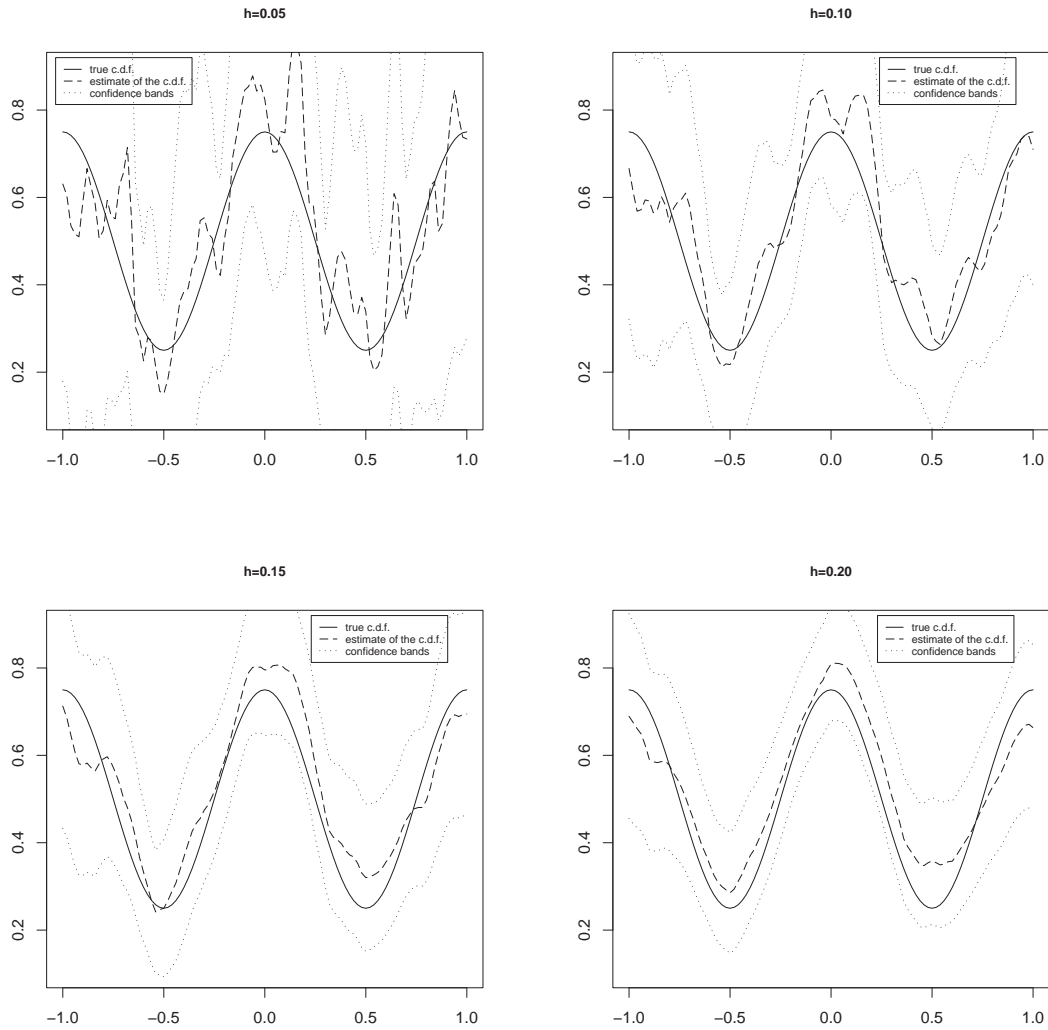 h=0.05
true c.d.f.
estimate of the c.d.f.
confidence bands
0.8
0.6
0.4
0.2
−1.0 −0.5 0.0 0.5 1.0
h=0.10
true c.d.f.
estimate of the c.d.f.
confidence bands
0.8
0.6
0.4
0.2
−1.0 −0.5 0.0 0.5 1.0
h=0.15
true c.d.f.
estimate of the c.d.f.
confidence bands
0.8
0.6
0.4
0.2
−1.0 −0.5 0.0 0.5 1.0
h=0.20
true c.d.f.
estimate of the c.d.f.
confidence bands
0.8
0.6
0.4
0.2
−1.0 −0.5 0.0 0.5 1.0